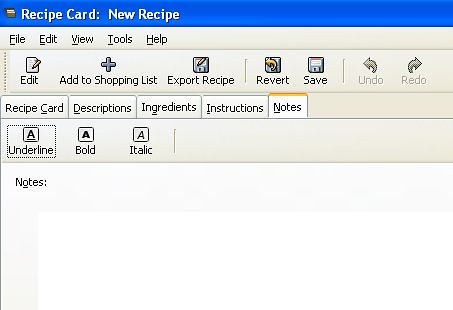 Recipe Card: New Recipe
File Edit View Tools Help
Edit Add to Shopping List Export Recipe Revert Save Undo Redo
Recipe Card Descriptions Ingredients Instructions Notes
A A A
Underline Bold Italic
Notes: